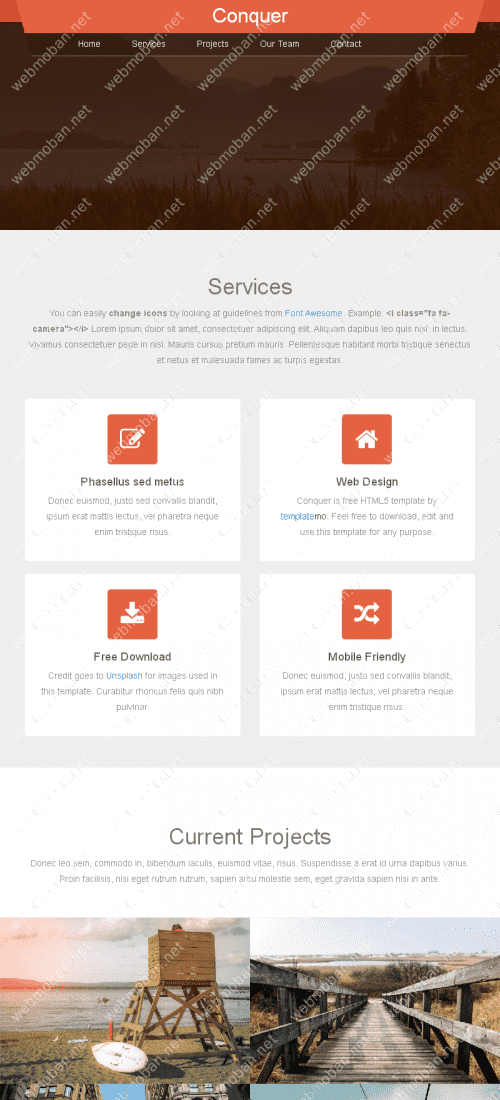 Conquer
Home Services Projects Our Team Contact
Services
You can easily change icons by looking at guidelines from Font Awesome. Example: <i class="fa fa-
camera"></i> Lorem ipsum dolor sit amet, consectetuer adipiscing elit. Aliquam dapibus leo quis nisl in lectus.
Vivamus consectetuer pede in nisl. Mauris cursus pretium mauris. Pellentesque habitant morbi tristique senectus
et netus et malesuada fames ac turpis egestas.
Phasellus sed metus
Donec euismod, justo sed convallis blandit,
ipsum erat mattis lectus, vel pharetra neque
enim tristique risus.
Web Design
Conquer is free HTML5 template by
templatemo. Feel free to download, edit and
use this template for any purpose.
Free Download
Credit goes to Unsplash for images used in
this template. Curabitur rhoncus felis quis nibh
pulvinar.
Mobile Friendly
Donec euismod, justo sed convallis blandit,
ipsum erat mattis lectus, vel pharetra neque
enim tristique risus.
Current Projects
Donec leo sem, commodo in, bibendum iaculis, euismod vitae, risus. Suspendisse a erat id urna dapibus varius.
Proin facilisis, nisi eget rutrum rutrum, sapien arcu molestie sem, eget gravida sapien nisi in ante.
webmoban.net